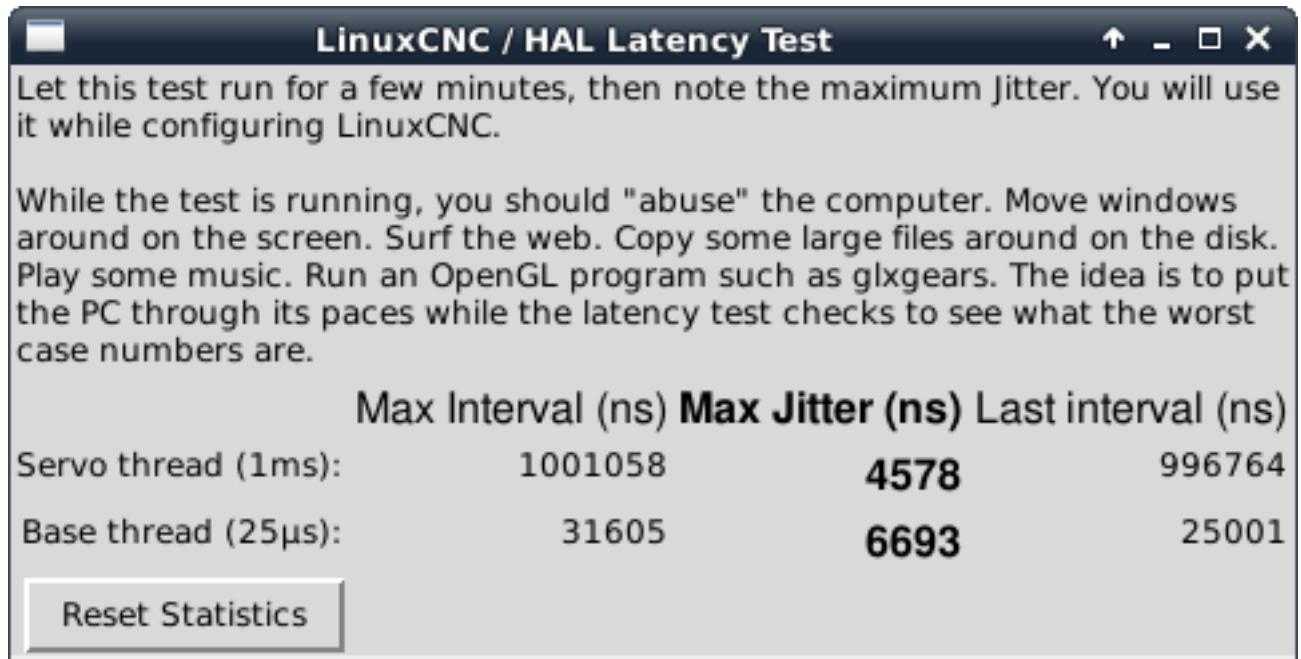 LinuxCNC / HAL Latency Test
Let this test run for a few minutes, then note the maximum Jitter. You will use
it while configuring LinuxCNC.
While the test is running, you should "abuse" the computer. Move windows
around on the screen. Surf the web. Copy some large files around on the disk.
Play some music. Run an OpenGL program such as glxgears. The idea is to put
the PC through its paces while the latency test checks to see what the worst
case numbers are.
Max Interval (ns) Max Jitter (ns) Last interval (ns)
Servo thread (1ms): 1001058 4578 996764
Base thread (25µs): 31605 6693 25001
Reset Statistics